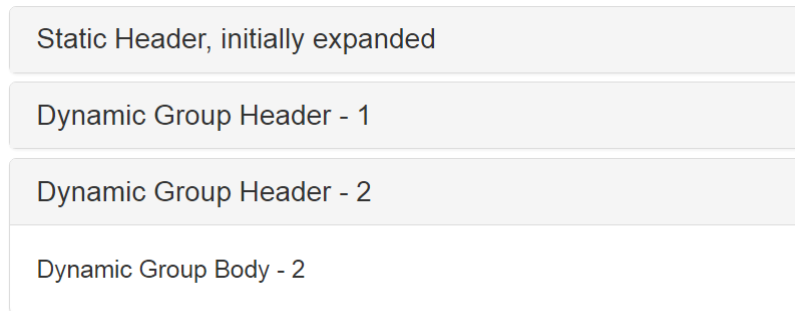 Static Header, initially expanded
Dynamic Group Header - 1
Dynamic Group Header - 2
Dynamic Group Body - 2